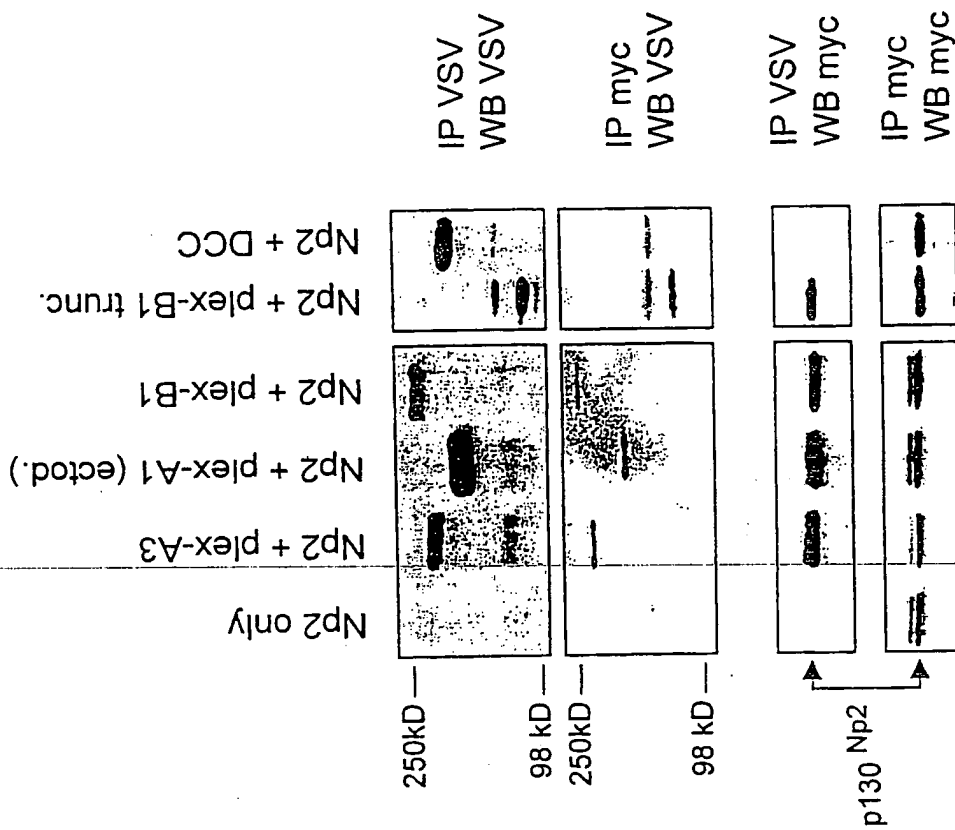 Np2 only
Np2 + plex-A3
Np2 + plex-A1 (ectod.)
Np2 + plex-B1
Np2 + plex-B1 trunc.
Np2 + DCC
250kD
98 kD
IP VSV
WB VSV
250kD
98 kD
IP myc
WB VSV
IP VSV
WB myc
p130 Np2
IP myc
WB myc